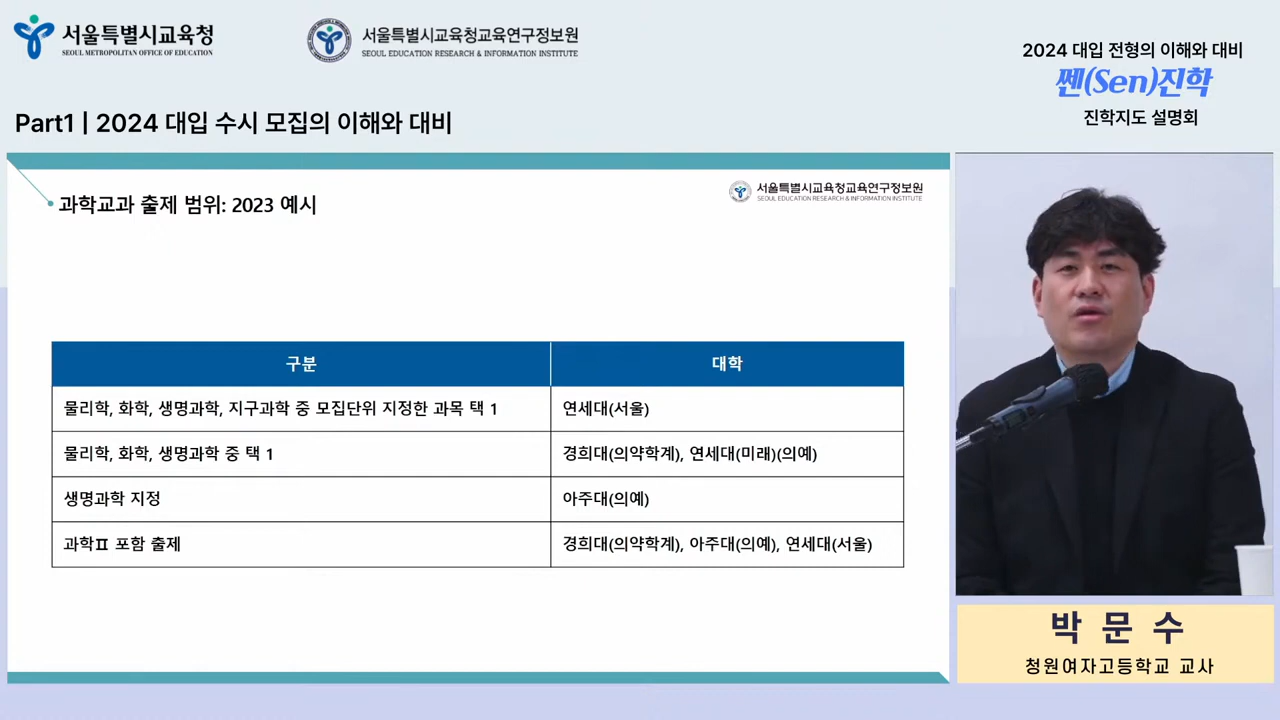 서울특별시교육청
SEOUL METROPOLITAN OFFICE OF EDUCATION
서울특별시교육청교육연구정보원
SEOUL EDUCATION RESEARCH & INFORMATION INSTITUTE
2024 대입 전형의 이해와 대비
쎈(Sen)진학
진학지도 설명회
Part1 | 2024 대입 수시 모집의 이해와 대비
과학교과 출제 범위: 2023 예시
서울특별시교육청교육연구정보원
SEOUL EDUCATION RESEARCH & INFORMATION INSTITUTE
구분 대학
물리학, 화학, 생명과학, 지구과학 중 모집단위 지정한 과목 택 1 연세대(서울)
물리학, 화학, 생명과학 중 택 1 경희대(의약학계), 연세대(미래)(의예)
생명과학 지정 아주대(의예)
과학Ⅱ 포함 출제 경희대(의약학계), 아주대(의예), 연세대(서울)
박 문 수
청원여자고등학교 교사